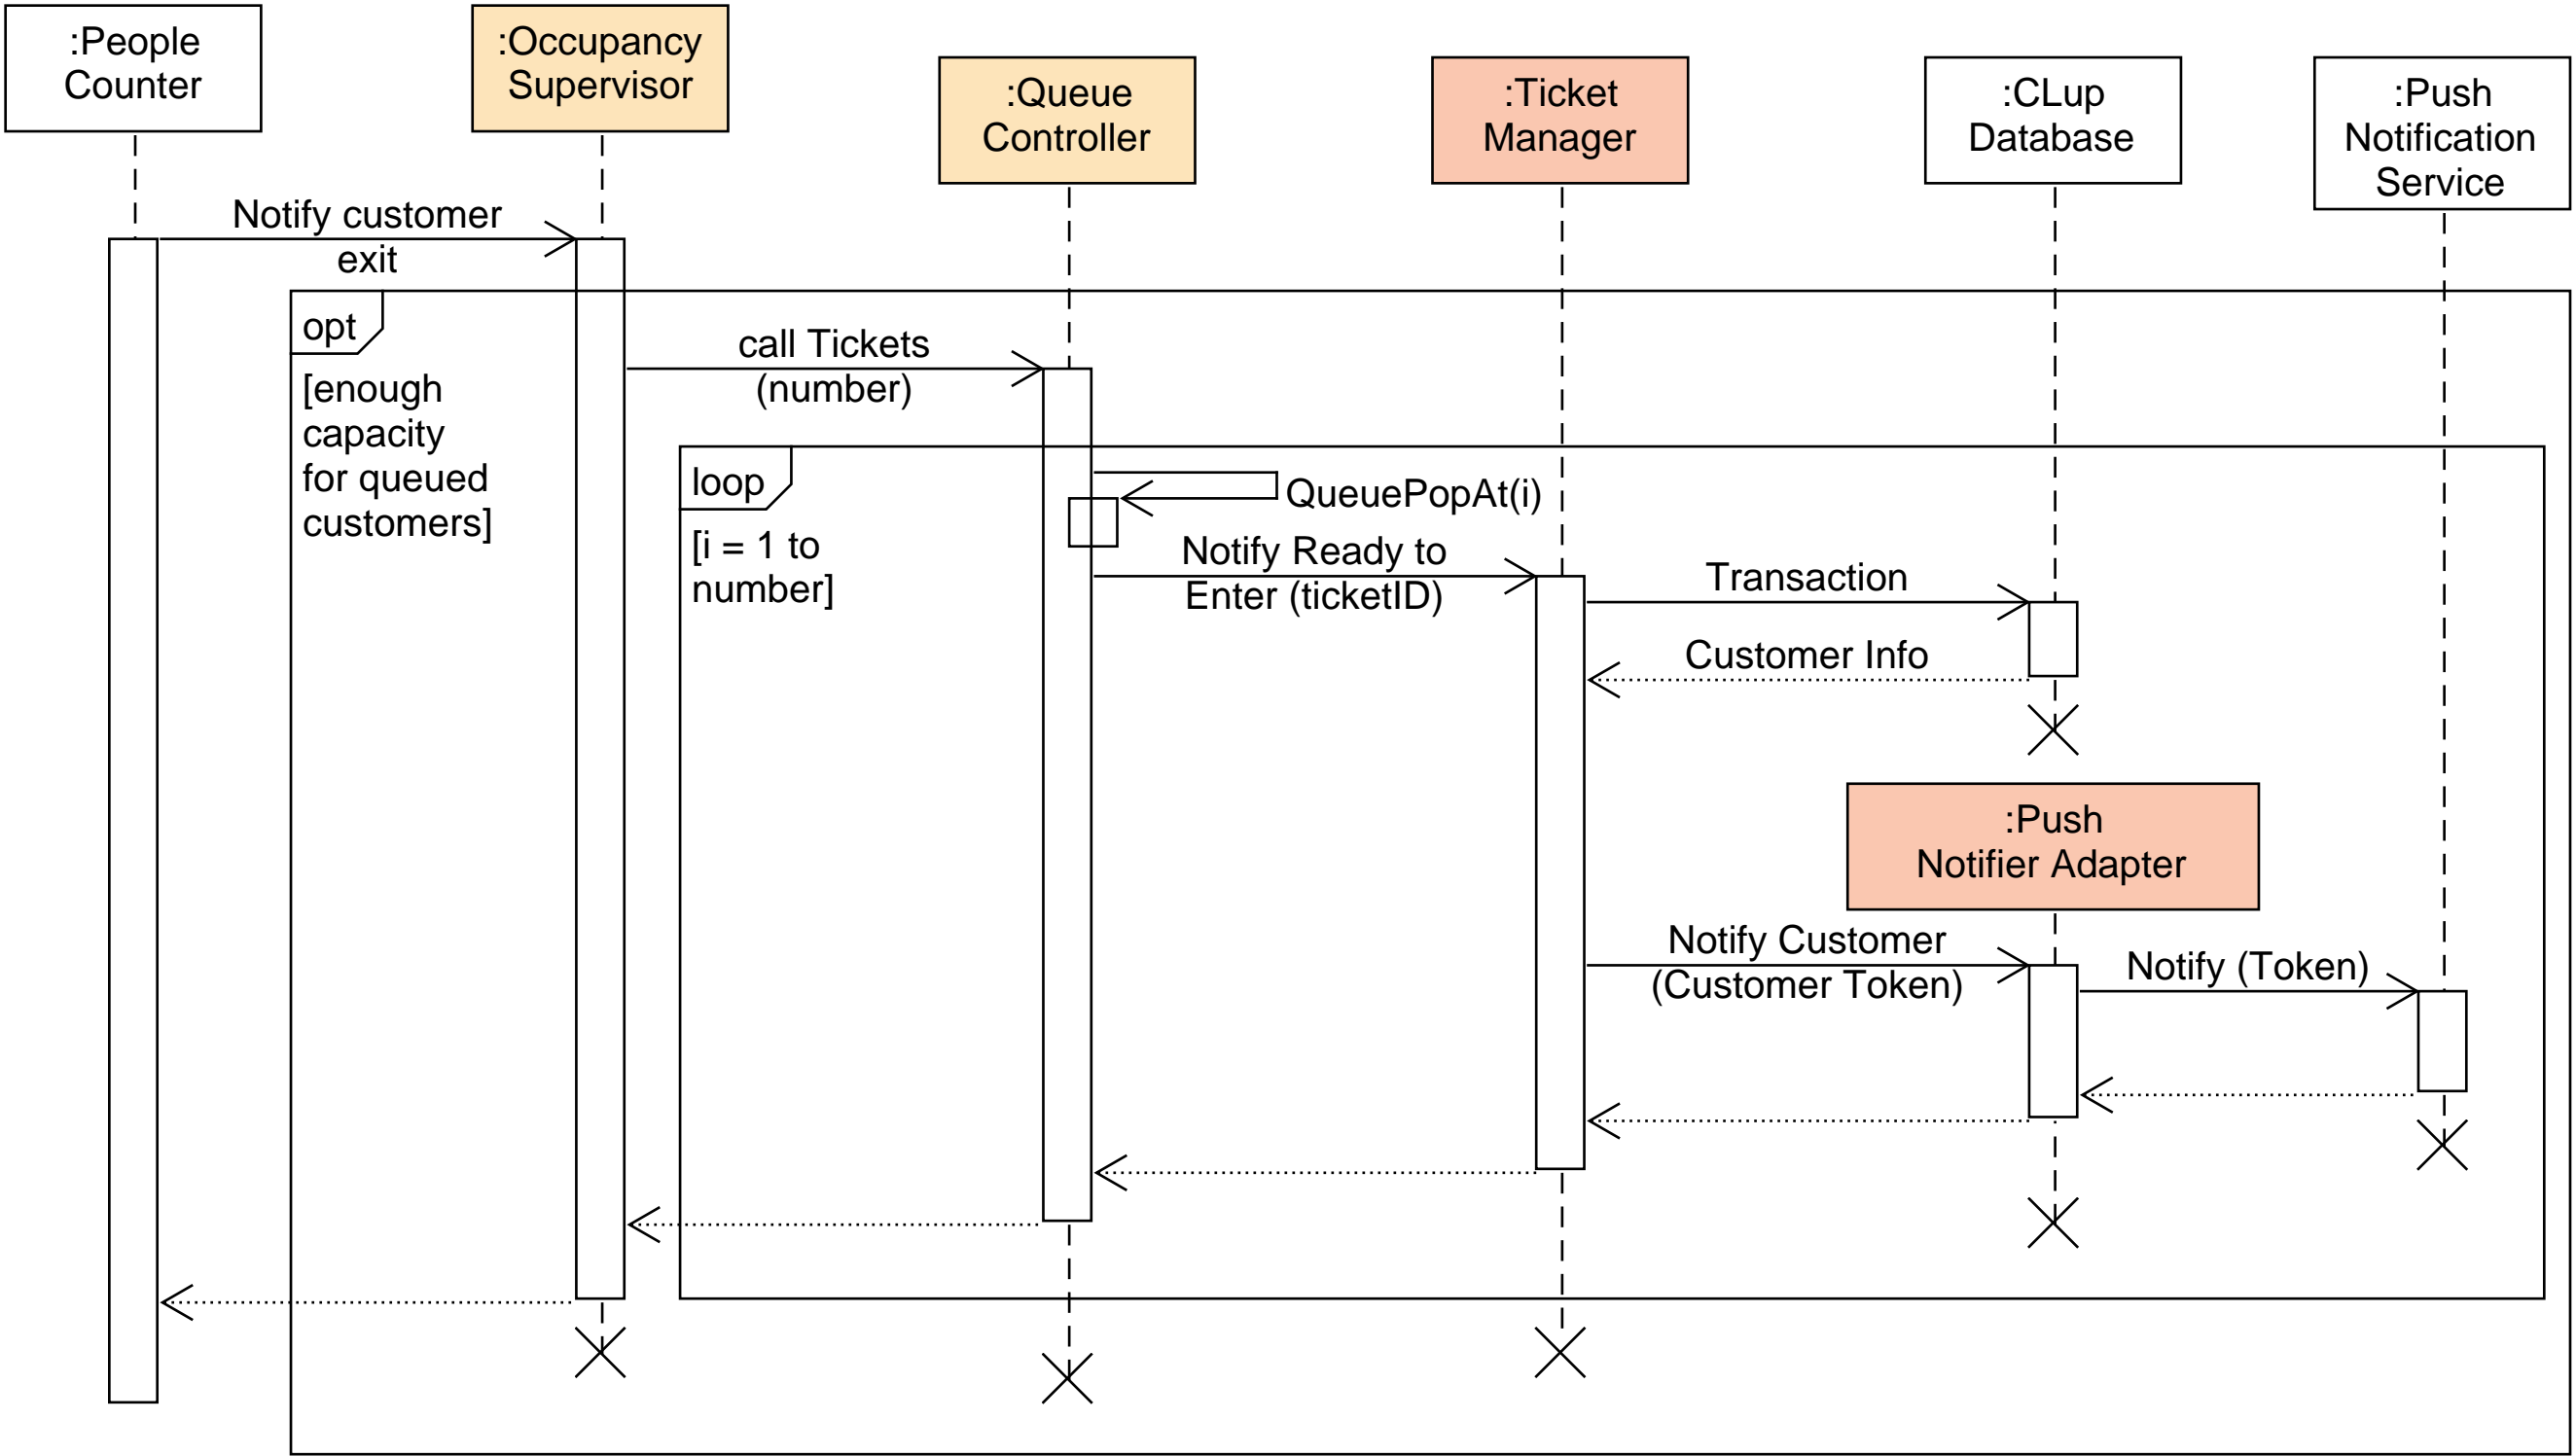 :People
Counter
:Occupancy
Supervisor
:Queue
Controller
:Ticket
Manager
:CLup
Database
:Push
Notification
Service
Notify customer
exit
opt
[enough
capacity
for queued
customers]
call Tickets
(number)
loop
[i = 1 to
number]
QueuePopAt(i)
Notify Ready to
Enter (ticketID)
Transaction
Customer Info
:Push
Notifier Adapter
Notify Customer
(Customer Token)
Notify (Token)